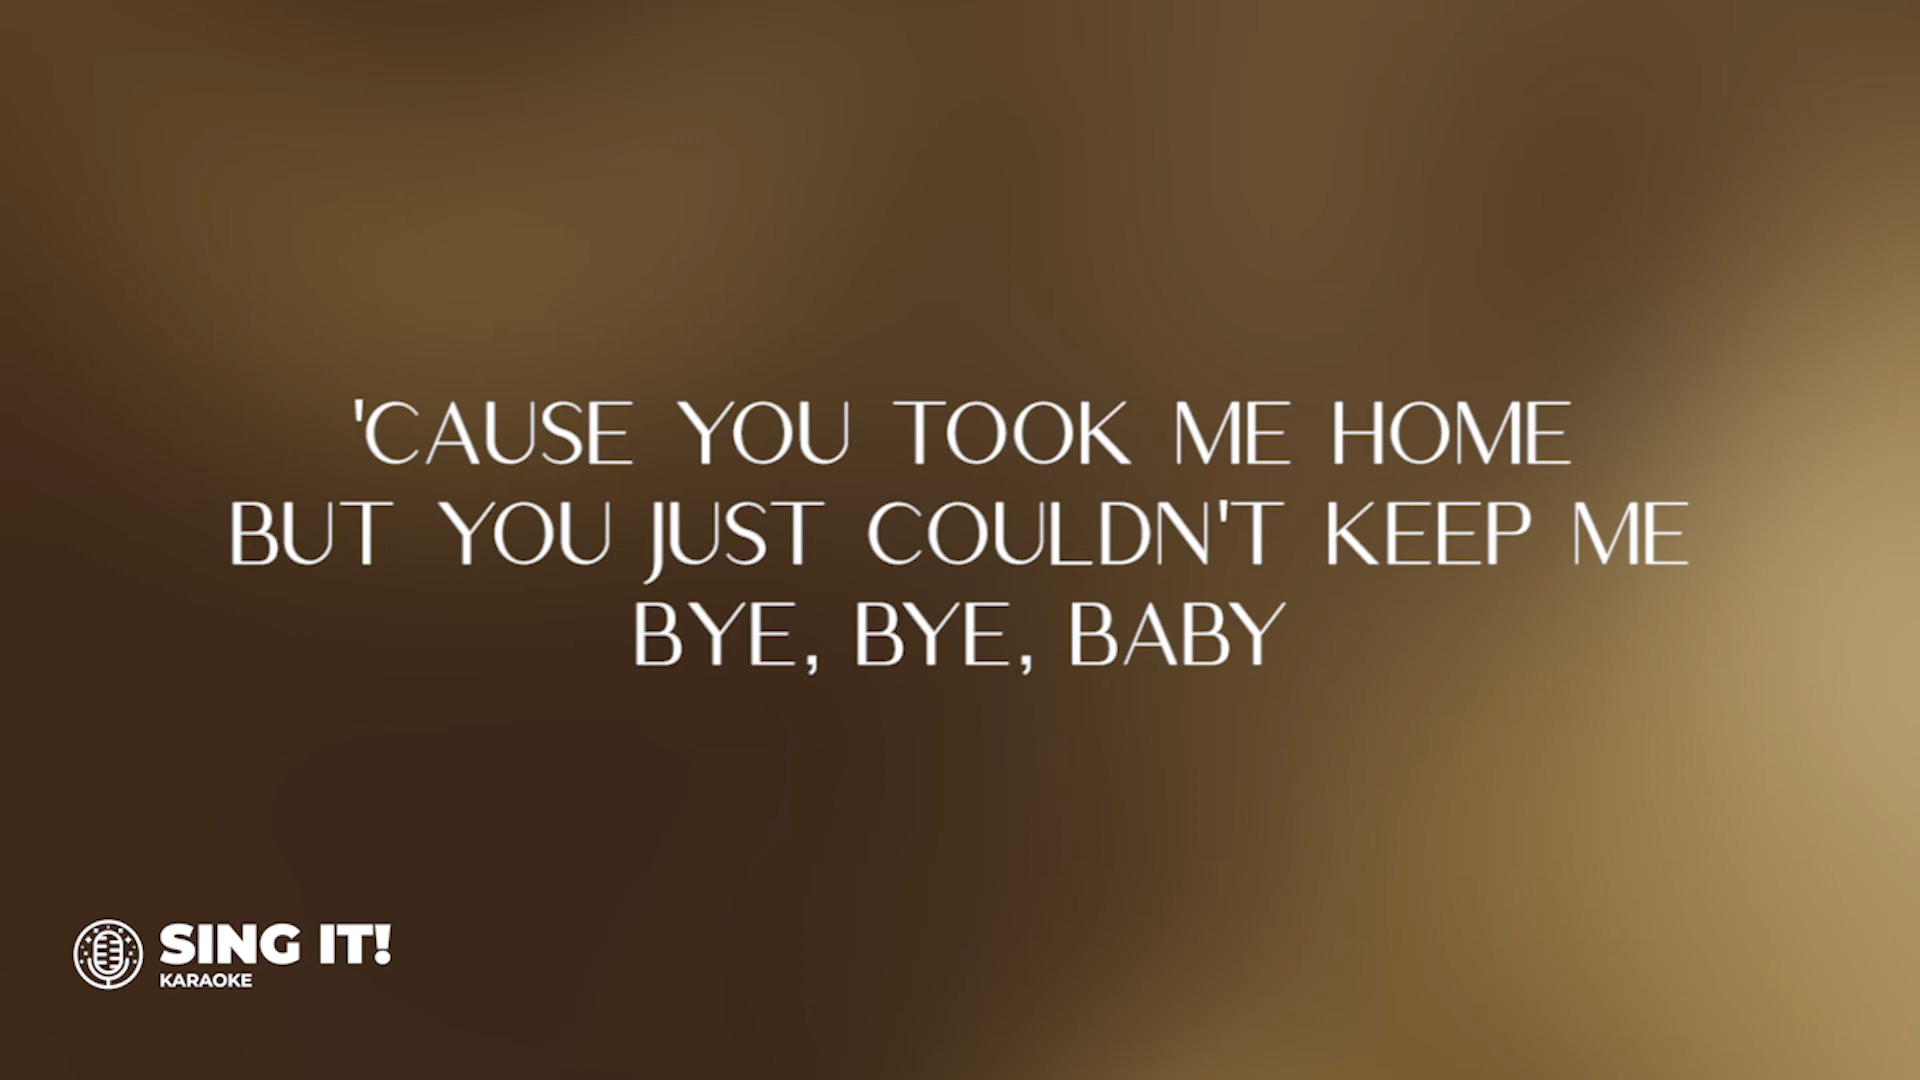 'CAUSE YOU TOOK ME HOME
BUT YOU JUST COULDN'T KEEP ME
BYE, BYE, BABY
SING IT!
KARAOKE